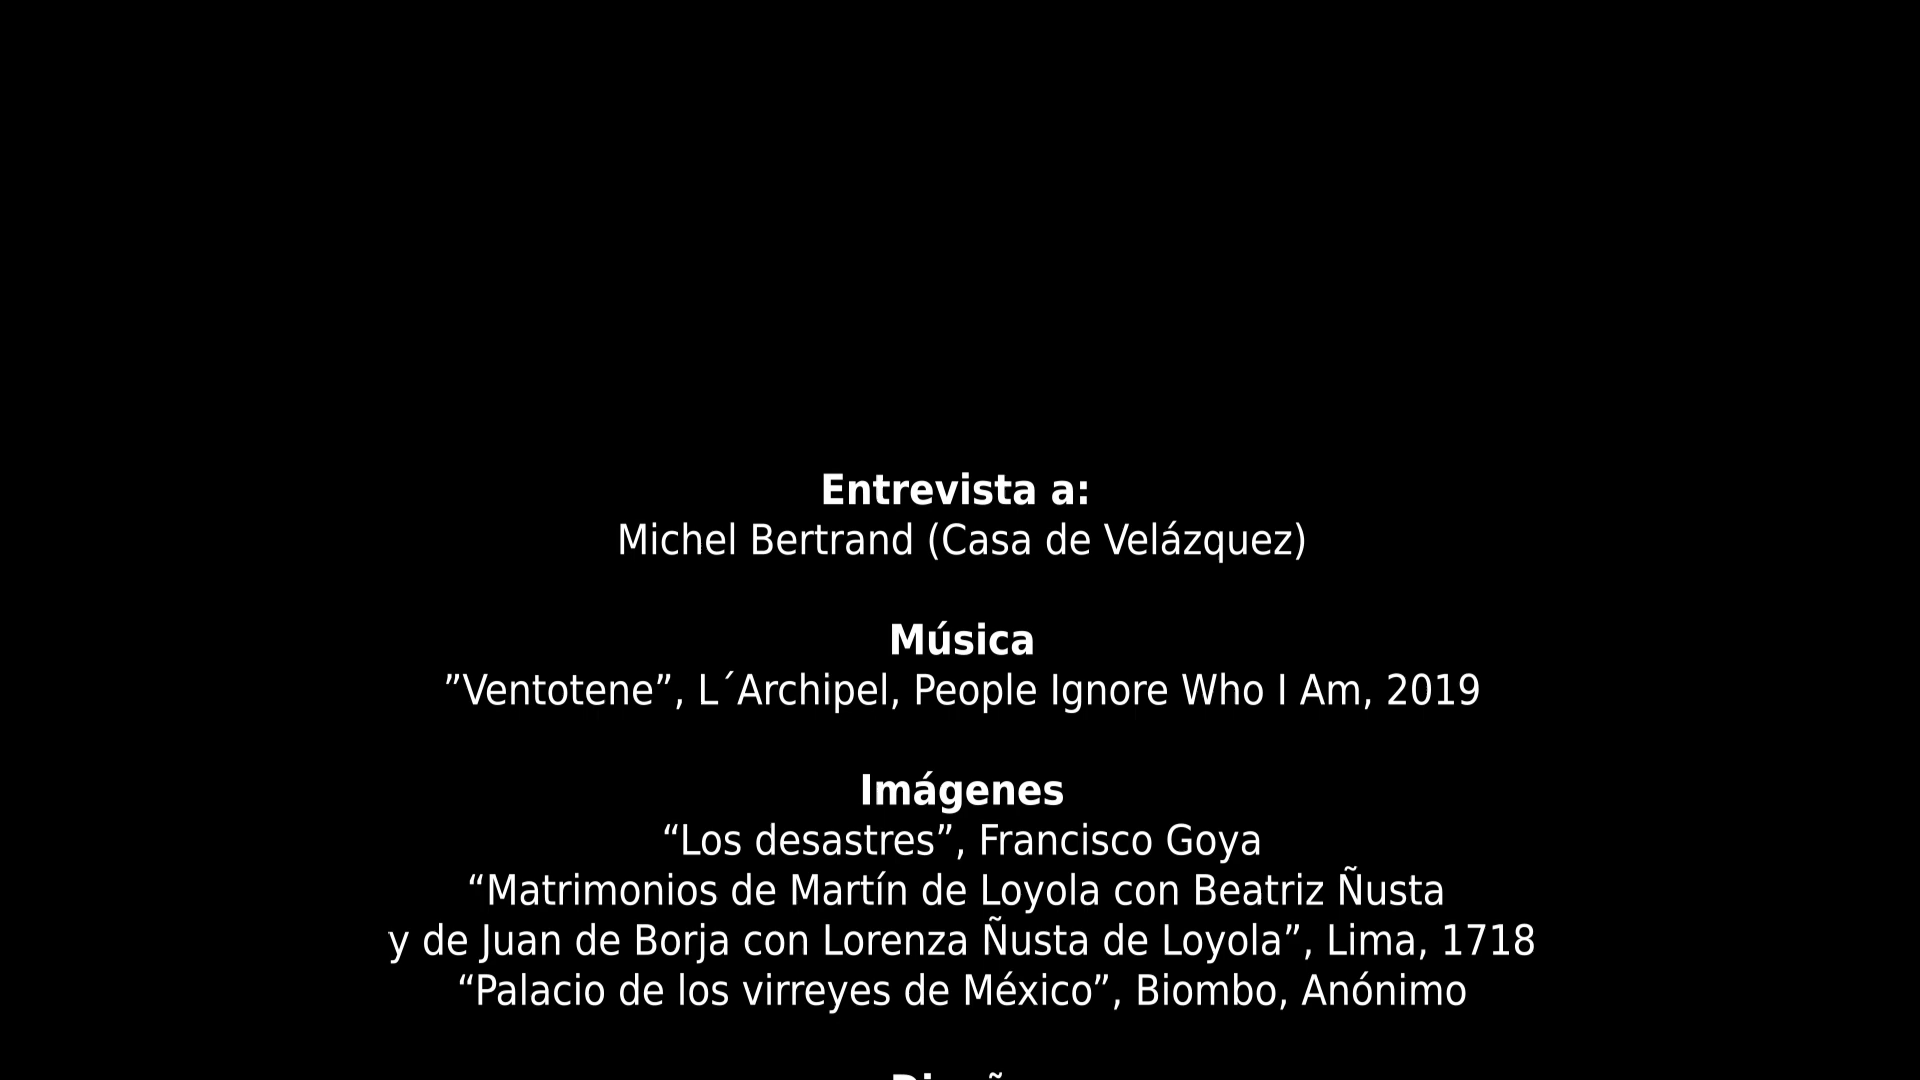 Entrevista a:
Michel Bertrand (Casa de Velázquez)
Música
”Ventotene”, L´Archipel, People Ignore Who I Am, 2019
Imágenes
“Los desastres”, Francisco Goya
“Matrimonios de Martín de Loyola con Beatriz Ñusta
y de Juan de Borja con Lorenza Ñusta de Loyola”, Lima, 1718
“Palacio de los virreyes de México”, Biombo, Anónimo